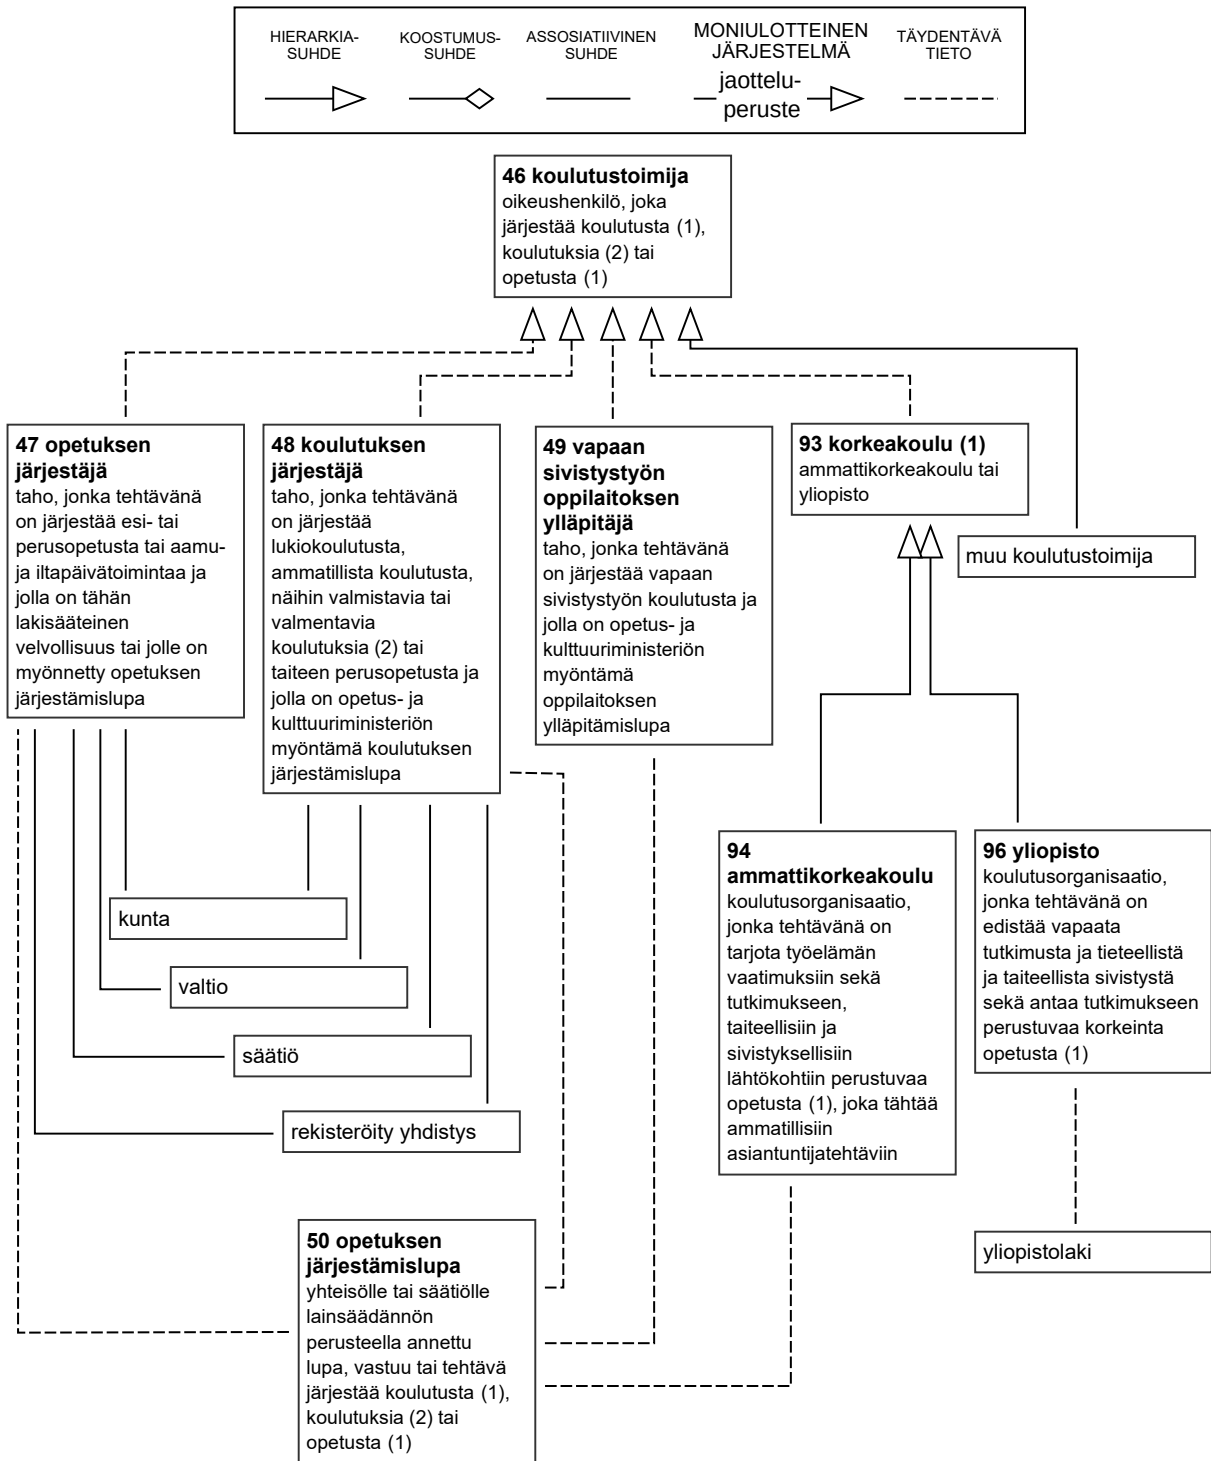 HIERARKIA-
SUHDE
KOOSTUMUS-
SUHDE
ASSOSIATIIVINEN
SUHDE
MONIULOTTEINEN
JÄRJESTELMÄ
jaottelu-
peruste
TÄYDENTÄVÄ
TIETO
46 koulutustoimija
oikeushenkilö, joka
järjestää koulutusta (1),
koulutuksia (2) tai
opetusta (1)
47 opetuksen
järjestäjä
taho, jonka tehtävänä
on järjestää esi- tai
perusopetusta tai aamu-
ja iltapäivätoimintaa ja
jolla on tähän
lakisääteinen
velvollisuus tai jolle on
myönnetty opetuksen
järjestämislupa
48 koulutuksen
järjestäjä
taho, jonka tehtävänä
on järjestää
lukiokoulutusta,
ammatillista koulutusta,
näihin valmistavia tai
valmentavia
koulutuksia (2) tai
taiteen perusopetusta ja
jolla on opetus- ja
kulttuuriministeriön
myöntämä koulutuksen
järjestämislupa
49 vapaan
sivistystyön
oppilaitoksen
ylläpitäjä
taho, jonka tehtävänä
on järjestää vapaan
sivistystyön koulutusta ja
jolla on opetus- ja
kulttuuriministeriön
myöntämä
oppilaitoksen
ylläpitämislupa
93 korkeakoulu (1)
ammattikorkeakoulu tai
yliopisto
muu koulutustoimija
94
ammattikorkeakoulu
koulutusorganisaatio,
jonka tehtävänä on
tarjota työelämän
vaatimuksiin sekä
tutkimukseen,
taiteellisiin ja
sivistyksellisiin
lähtökohtiin perustuvaa
opetusta (1), joka tähtää
ammatillisiin
asiantuntijatehtäviin
96 yliopisto
koulutusorganisaatio,
jonka tehtävänä on
edistää vapaata
tutkimusta ja tieteellistä
ja taiteellista sivistystä
sekä antaa tutkimukseen
perustuvaa korkeinta
opetusta (1)
kunta
valtio
säätiö
rekisteröity yhdistys
50 opetuksen
järjestämislupa
yhteisölle tai säätiölle
lainsäädännön
perusteella annettu
lupa, vastuu tai tehtävä
järjestää koulutusta (1),
koulutuksia (2) tai
opetusta (1)
yliopistolaki